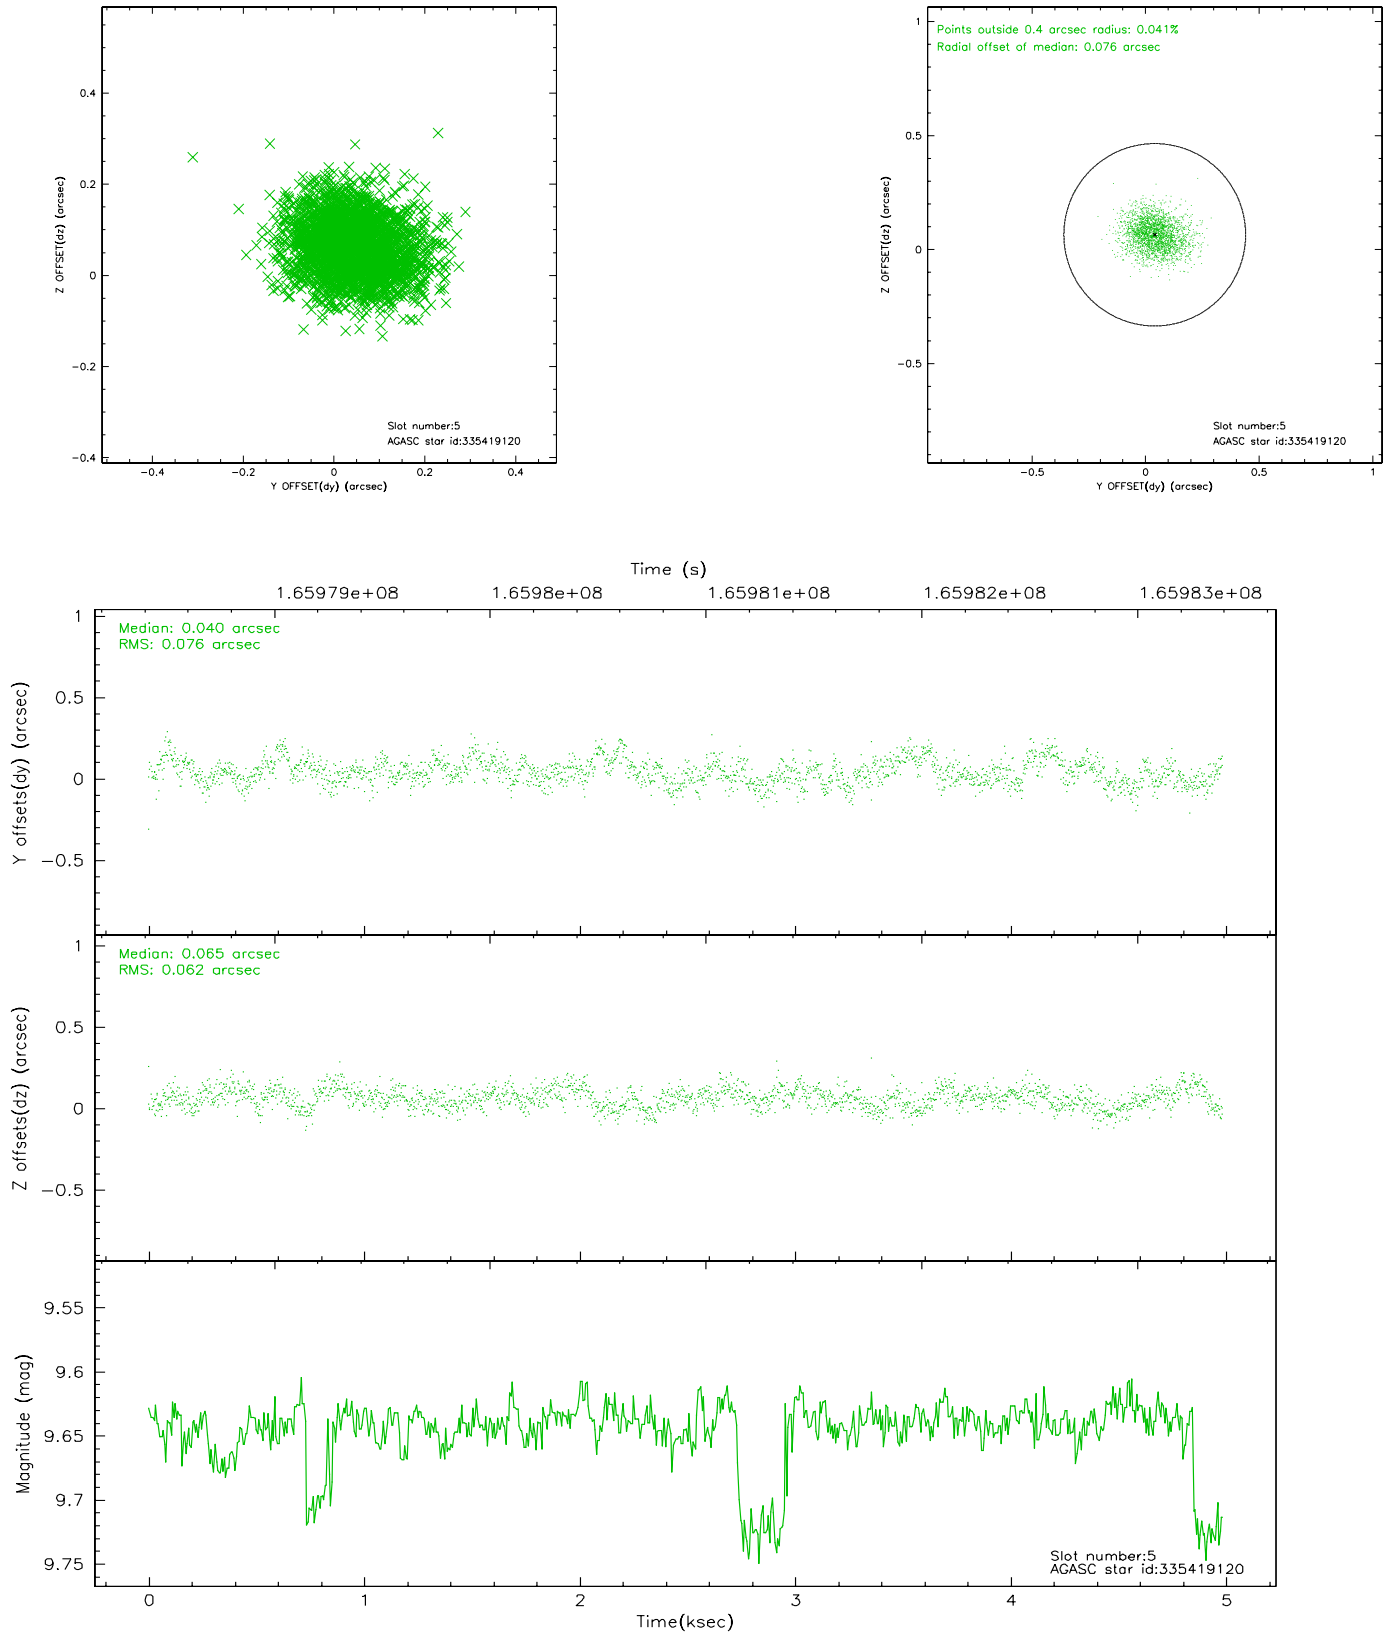 0.4
0.2
0
−0.2
−0.4
Z OFFSET(dz) (arcsec)
Slot number:5
AGASC star id:335419120
−0.4 −0.2 0 0.2 0.4
Y OFFSET(dy) (arcsec)
Points outside 0.4 arcsec radius: 0.041%
Radial offset of median: 0.076 arcsec
1
0.5
0
−0.5
Z OFFSET(dz) (arcsec)
Slot number:5
AGASC star id:335419120
−0.5 0 0.5 1
Y OFFSET(dy) (arcsec)
Time (s)
1.65979e+08 1.6598e+08 1.65981e+08 1.65982e+08 1.65983e+08
Median: 0.040 arcsec
RMS: 0.076 arcsec
1
0.5
0
−0.5
Y offsets(dy) (arcsec)
Median: 0.065 arcsec
RMS: 0.062 arcsec
1
0.5
0
−0.5
Z offsets(dz) (arcsec)
9.55
9.6
9.65
9.7
9.75
Magnitude (mag)
Slot number:5
AGASC star id:335419120
0 1 2 3 4 5
Time(ksec)